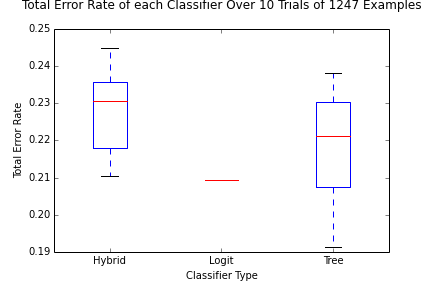 Total Error Rate of each Classifier Over 10 Trials of 1247 Examples
0.25
0.24
0.23
0.22
0.21
0.20
0.19
Total Error Rate
Hybrid Logit Tree
Classifier Type